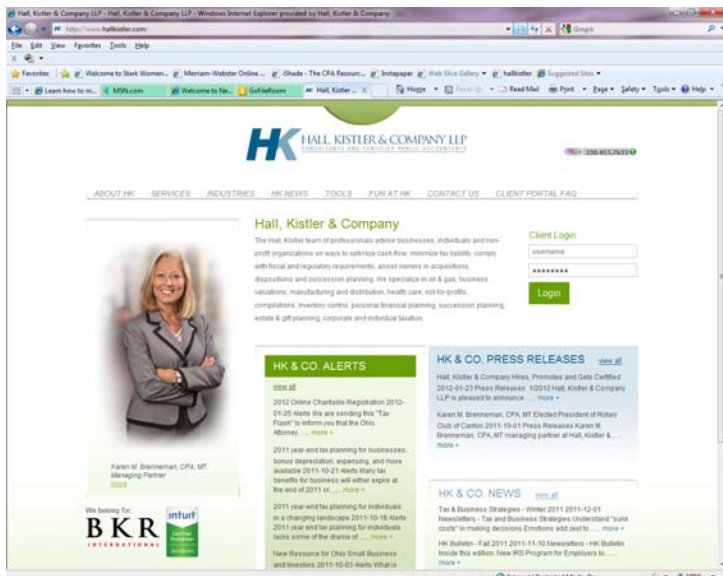 Hall, Kistler & Company LLP - Hall, Kistler & Company LLP - Windows Internet Explorer provided by Hall, Kistler & Company
http://www.hallkistler.com/
Google
File Edit View Favorites Tools Help
x
Favorites Welcome to Stark Women... Merriam-Webster Online ... iShade - The CPA Resourc... Instapaper Web Slice Gallery hallkistler Suggested Sites
Learn how to m... MSN.com Welcome to Ne... GoFileRoom Hall, Kistler ... x Home Feeds Read Mail Print Page Safety Tools Help
HK HALL, KISTLER & COMPANY LLP
CONSULTANTS AND CERTIFIED PUBLIC ACCOUNTANTS
330.453.7633
ABOUT HK SERVICES INDUSTRIES HK NEWS TOOLS FUN AT HK CONTACT US CLIENT PORTAL FAQ
Hall, Kistler & Company
The Hall, Kistler team of professionals advise businesses, individuals and non-
profit organizations on ways to optimize cash flow, minimize tax liability, comply
with fiscal and regulatory requirements, assist owners in acquisitions,
dispositions and succession planning. We specialize in oil & gas, business
valuations, manufacturing and distribution, health care, not-for-profits,
compilations, inventory control, personal financial planning, succession planning,
estate & gift planning, corporate and individual taxation.
Client Login
username
••••••••
Login
Karen M. Brenneman, CPA, MT
Managing Partner
more
We belong To:
BKR
INTERNATIONAL
intuit
Certified
ProAdvisor
HK & CO. ALERTS
view all
2012 Online Charitable Registration 2012-
01-25 Alerts We are sending this "Tax
Flash" to inform you that the Ohio
Attorney ..... more »
2011 year-end tax planning for businesses:
bonus depreciation, expensing, and more
available 2011-10-21 Alerts Many tax
benefits for business will either expire at
the end of 2011 or ..... more »
2011 year-end tax planning for individuals
in a changing landscape 2011-10-18 Alerts
2011 year end tax planning for individuals
lacks some of the drama of ..... more »
New Resource for Ohio Small Business
and Investors 2011-10-03 Alerts What is
HK & CO. PRESS RELEASES view all
Hall, Kistler & Company Hires, Promotes and Gets Certified
2012-01-23 Press Releases 1/2012 Hall, Kistler & Company
LLP is pleased to announce ..... more »
Karen M. Brenneman, CPA, MT Elected President of Rotary
Club of Canton 2011-10-01 Press Releases Karen M.
Brenneman, CPA, MT managing partner at Hall, Kistler & .....
more »
HK & CO. NEWS view all
Tax & Business Strategies - Winter 2011 2011-12-01
Newsletters - Tax and Business Strategies Understand "sunk
costs" in making decisions Emotions add zest to ..... more »
HK Bulletin - Fall 2011 2011-11-10 Newsletters - HK Bulletin
Inside this edition: New IRS Program for Employers to .....